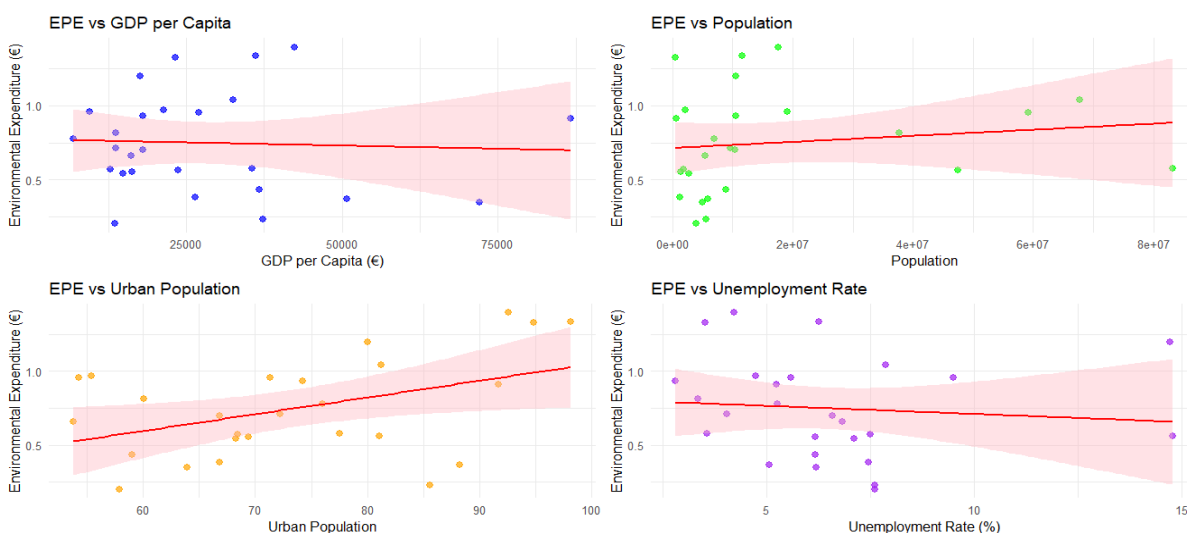 EPE vs GDP per Capita
Environmental Expenditure (€)
1.0
0.5
25000 50000 75000
GDP per Capita (€)
EPE vs Population
Environmental Expenditure (€)
1.0
0.5
0e+00 2e+07 4e+07 6e+07 8e+07
Population
EPE vs Urban Population
Environmental Expenditure (€)
1.0
0.5
60 70 80 90 100
Urban Population
EPE vs Unemployment Rate
Environmental Expenditure (€)
1.0
0.5
5 10 15
Unemployment Rate (%)